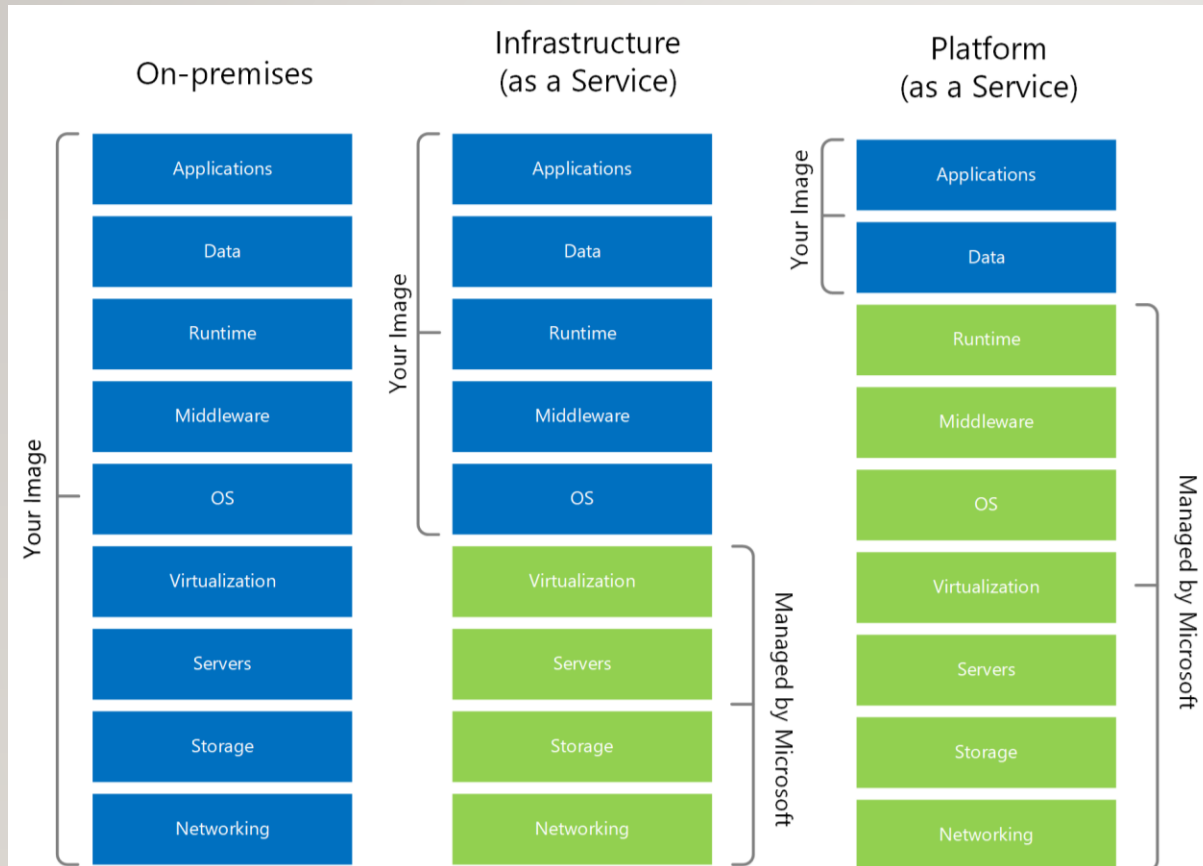 On-premises
Your Image
Applications
Data
Runtime
Middleware
OS
Virtualization
Servers
Storage
Networking
Infrastructure
(as a Service)
Your Image
Applications
Data
Runtime
Middleware
OS
Virtualization
Servers
Storage
Networking
Managed by Microsoft
Platform
(as a Service)
Your Image
Applications
Data
Runtime
Middleware
OS
Virtualization
Servers
Storage
Networking
Managed by Microsoft